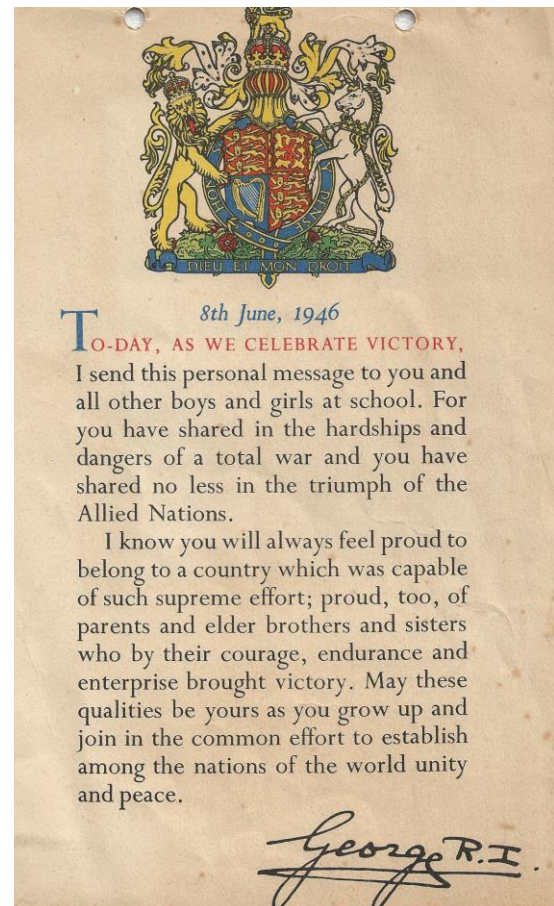 HO Y PENSE
DIEU ET MON DROIT
8th June, 1946
TO-DAY, AS WE CELEBRATE VICTORY,
I send this personal message to you and
all other boys and girls at school. For
you have shared in the hardships and
dangers of a total war and you have
shared no less in the triumph of the
Allied Nations.
I know you will always feel proud to
belong to a country which was capable
of such supreme effort; proud, too, of
parents and elder brothers and sisters
who by their courage, endurance and
enterprise brought victory. May these
qualities be yours as you grow up and
join in the common effort to establish
among the nations of the world unity
and peace.
George R.I.